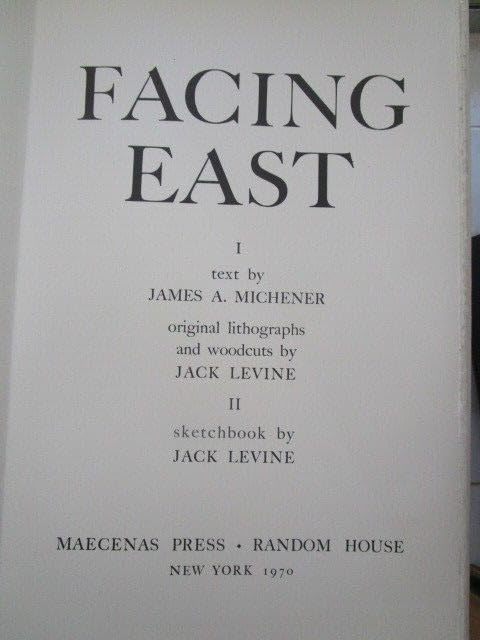 FACING
EAST
I
text by
JAMES A. MICHENER
original lithographs
and woodcuts by
JACK LEVINE
II
sketchbook by
JACK LEVINE
MAECENAS PRESS • RANDOM HOUSE
NEW YORK 1970